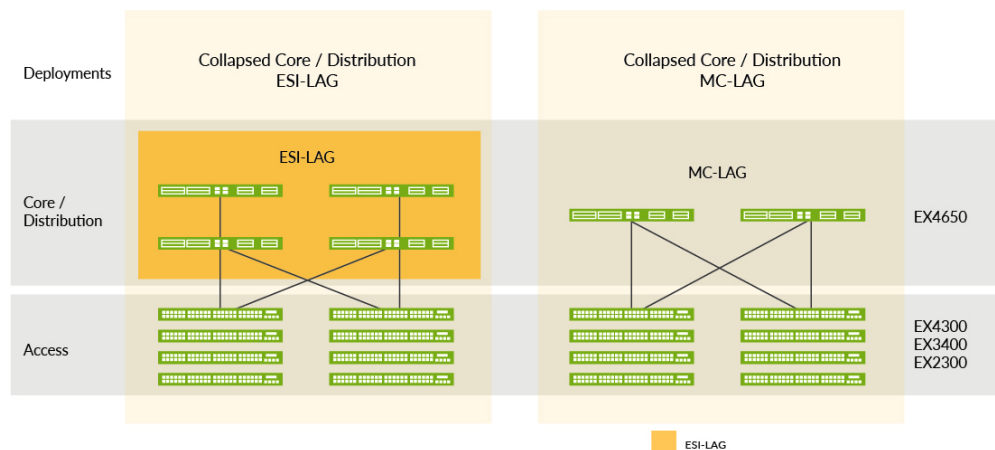 Deployments
Collapsed Core / Distribution
ESI-LAG
Collapsed Core / Distribution
MC-LAG
ESI-LAG
MC-LAG
Core /
Distribution
EX4650
Access
EX4300
EX3400
EX2300
ESI-LAG